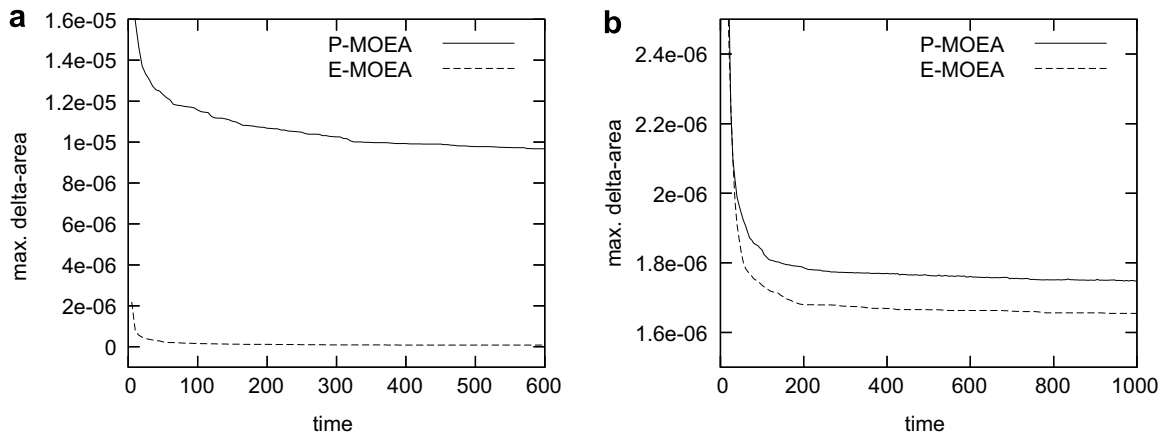 a
1.6e-05
1.4e-05
1.2e-05
1e-05
8e-06
6e-06
4e-06
2e-06
0
max. delta-area
P-MOEA
E-MOEA
0 100 200 300 400 500 600
time
b
2.4e-06
2.2e-06
2e-06
1.8e-06
1.6e-06
max. delta-area
P-MOEA
E-MOEA
0 200 400 600 800 1000
time